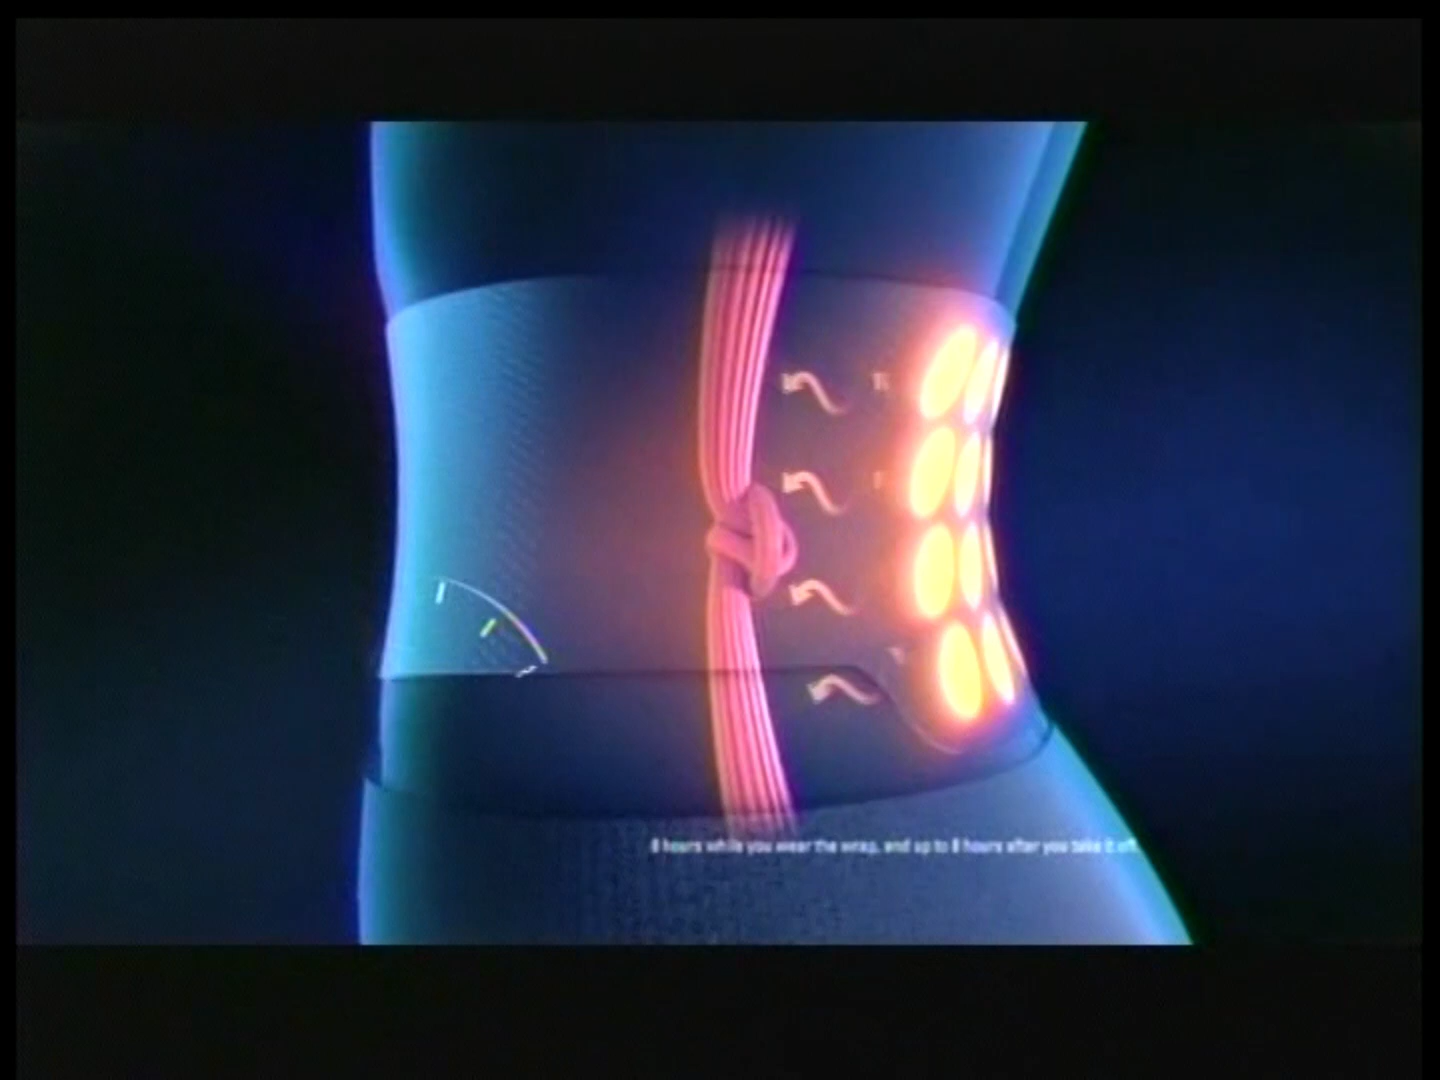 8 hours while you wear the wrap, and up to 8 hours after you take it off.